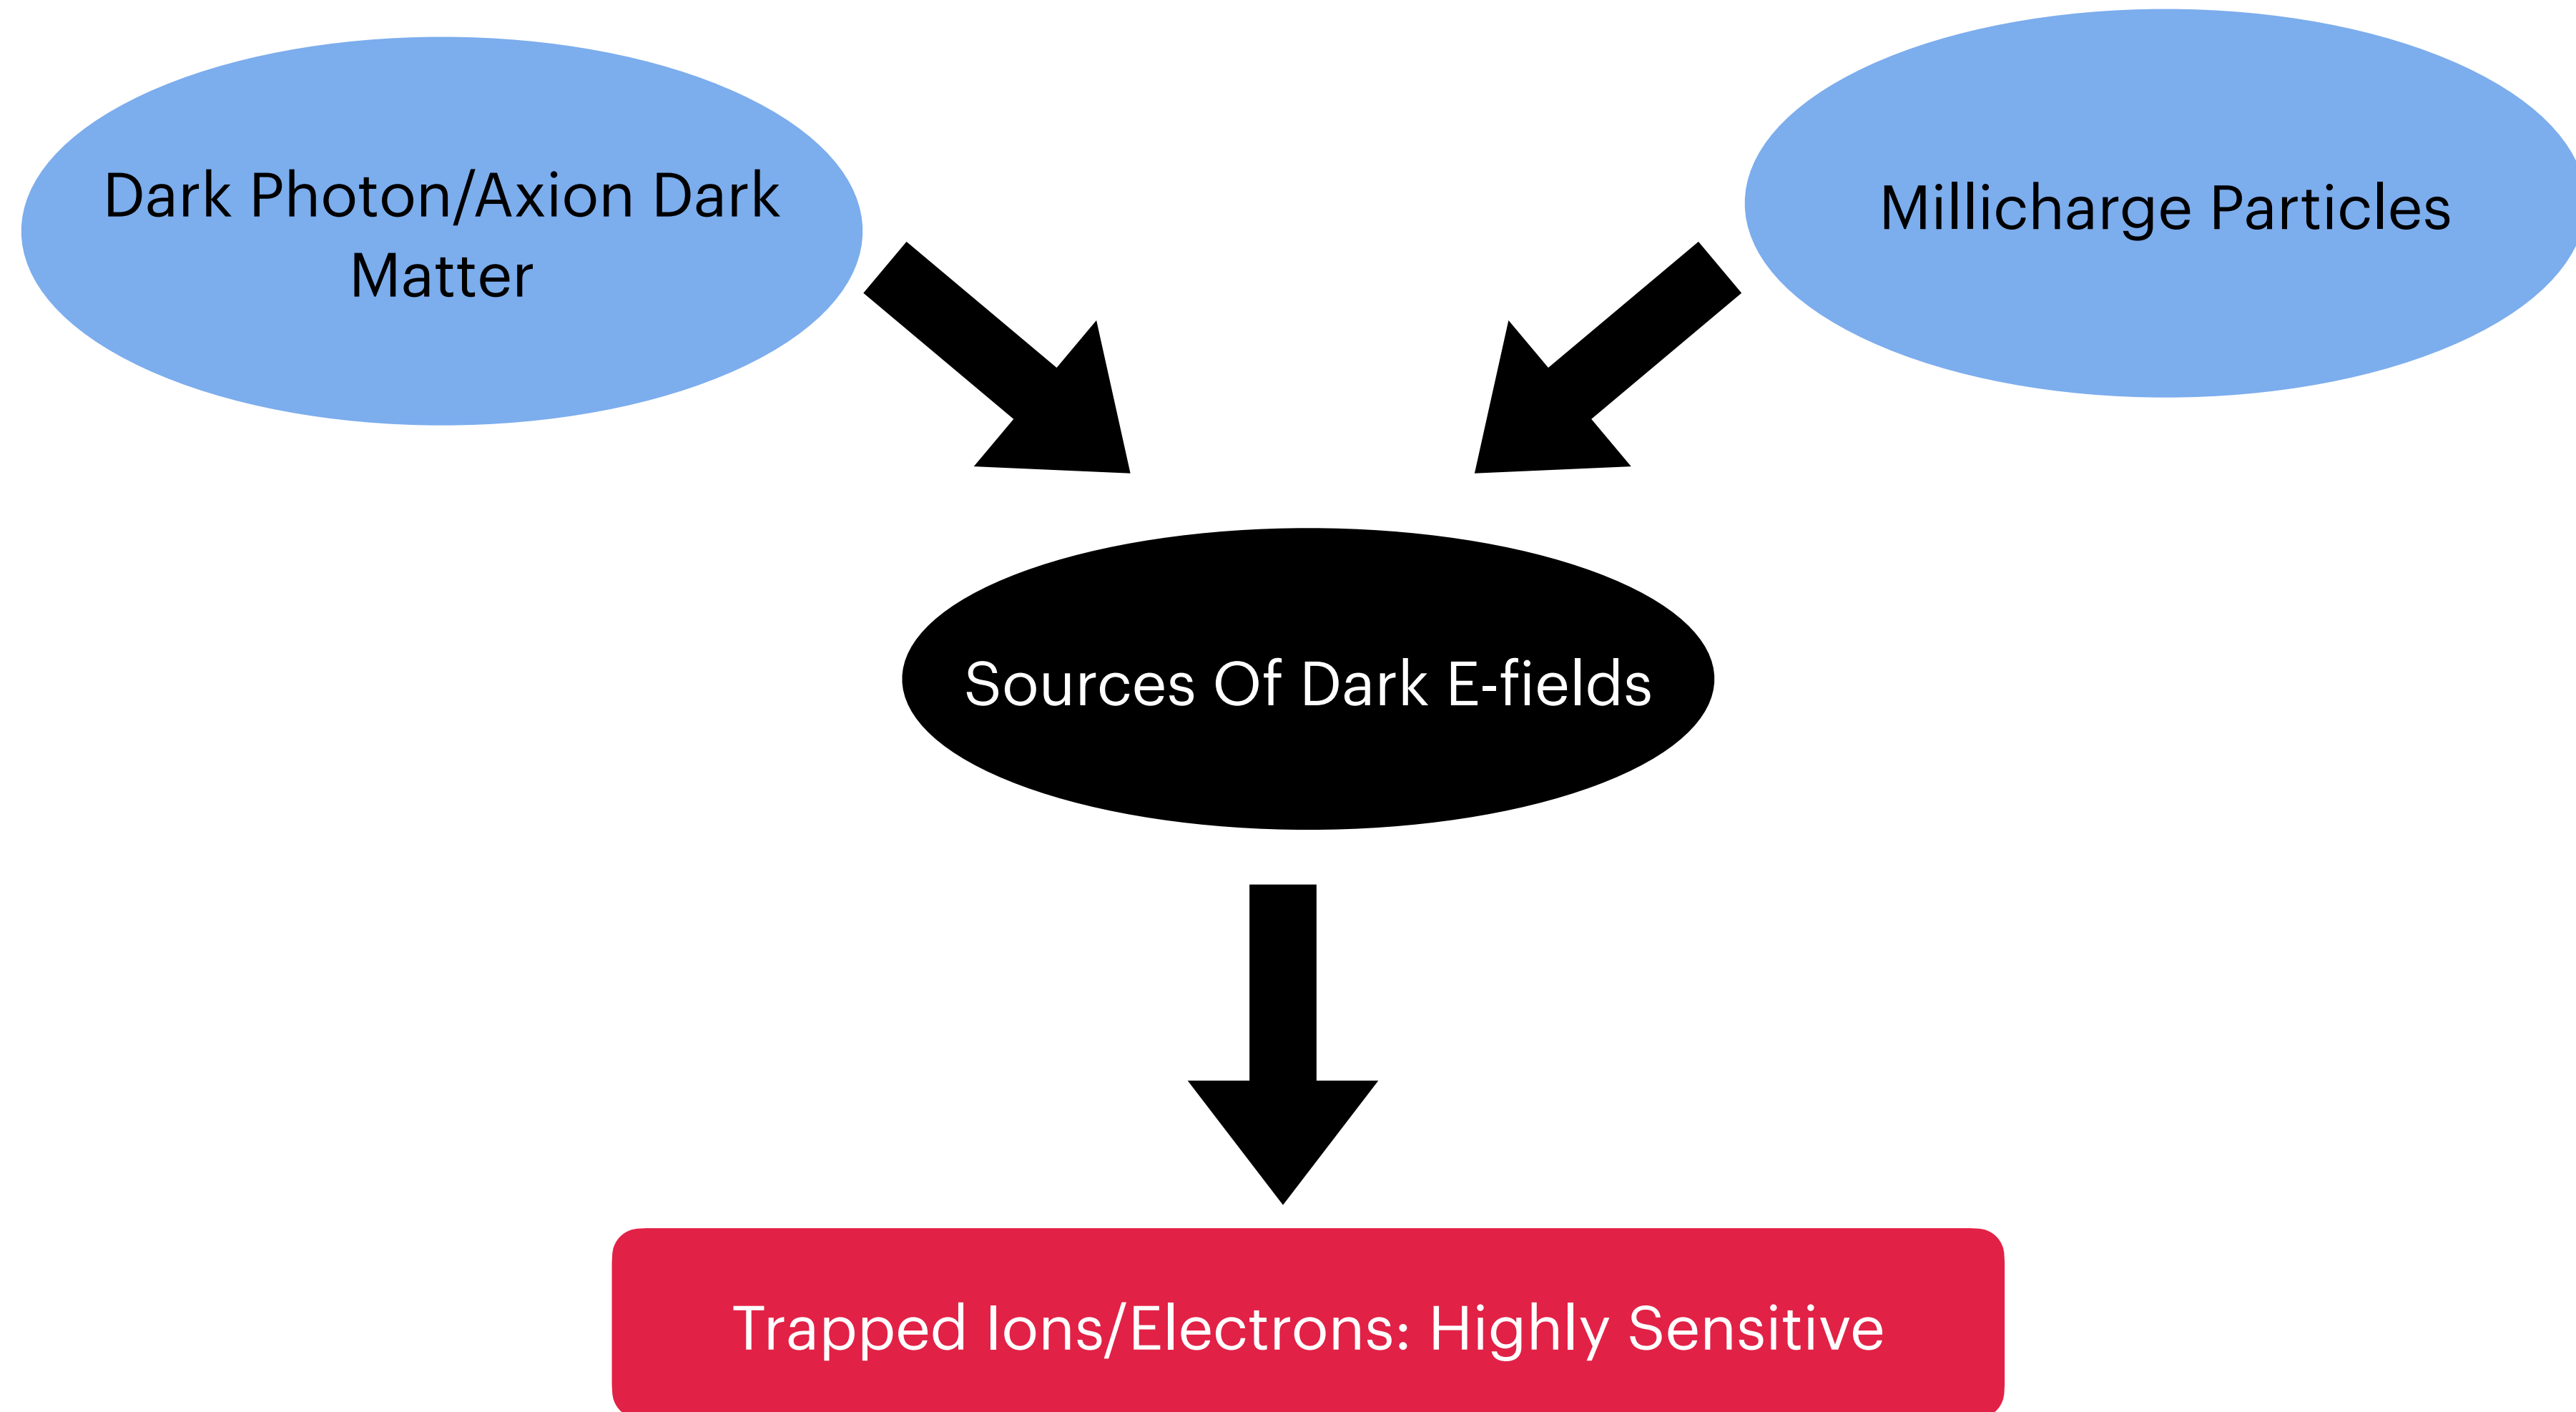 Dark Photon/Axion Dark
Matter
Millicharge Particles
Sources Of Dark E-fields
Trapped Ions/Electrons: Highly Sensitive